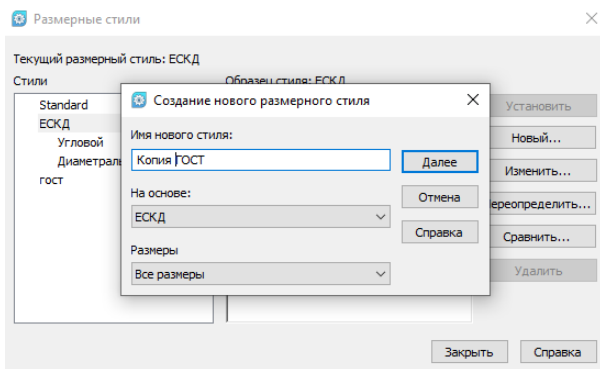 Размерные стили
Текущий размерный стиль: ЕСКД
Стили
Образец стиля: ЕСКД
Standard
ЕСКД
Угловой
Диаметраль
гост
Создание нового размерного стиля
Имя нового стиля:
Копия ГОСТ
На основе:
ЕСКД
Размеры
Все размеры
Далее
Отмена
Справка
Установить
Новый...
Изменить...
Переопределить...
Сравнить...
Удалить
Закрыть
Справка